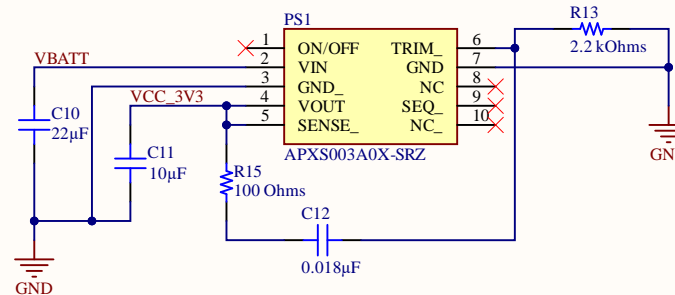 PS1
R13
2.2 kOhms
1 ON/OFF TRIM_ 6
VBATT
2 VIN GND 7
3 GND_ NC 8
VCC_3V3
4 VOUT SEQ_ 9
5 SENSE_ NC_ 10
C10
22µF
C11
10µF
APXS003A0X-SRZ
GN
R15
100 Ohms
C12
0.018µF
GND